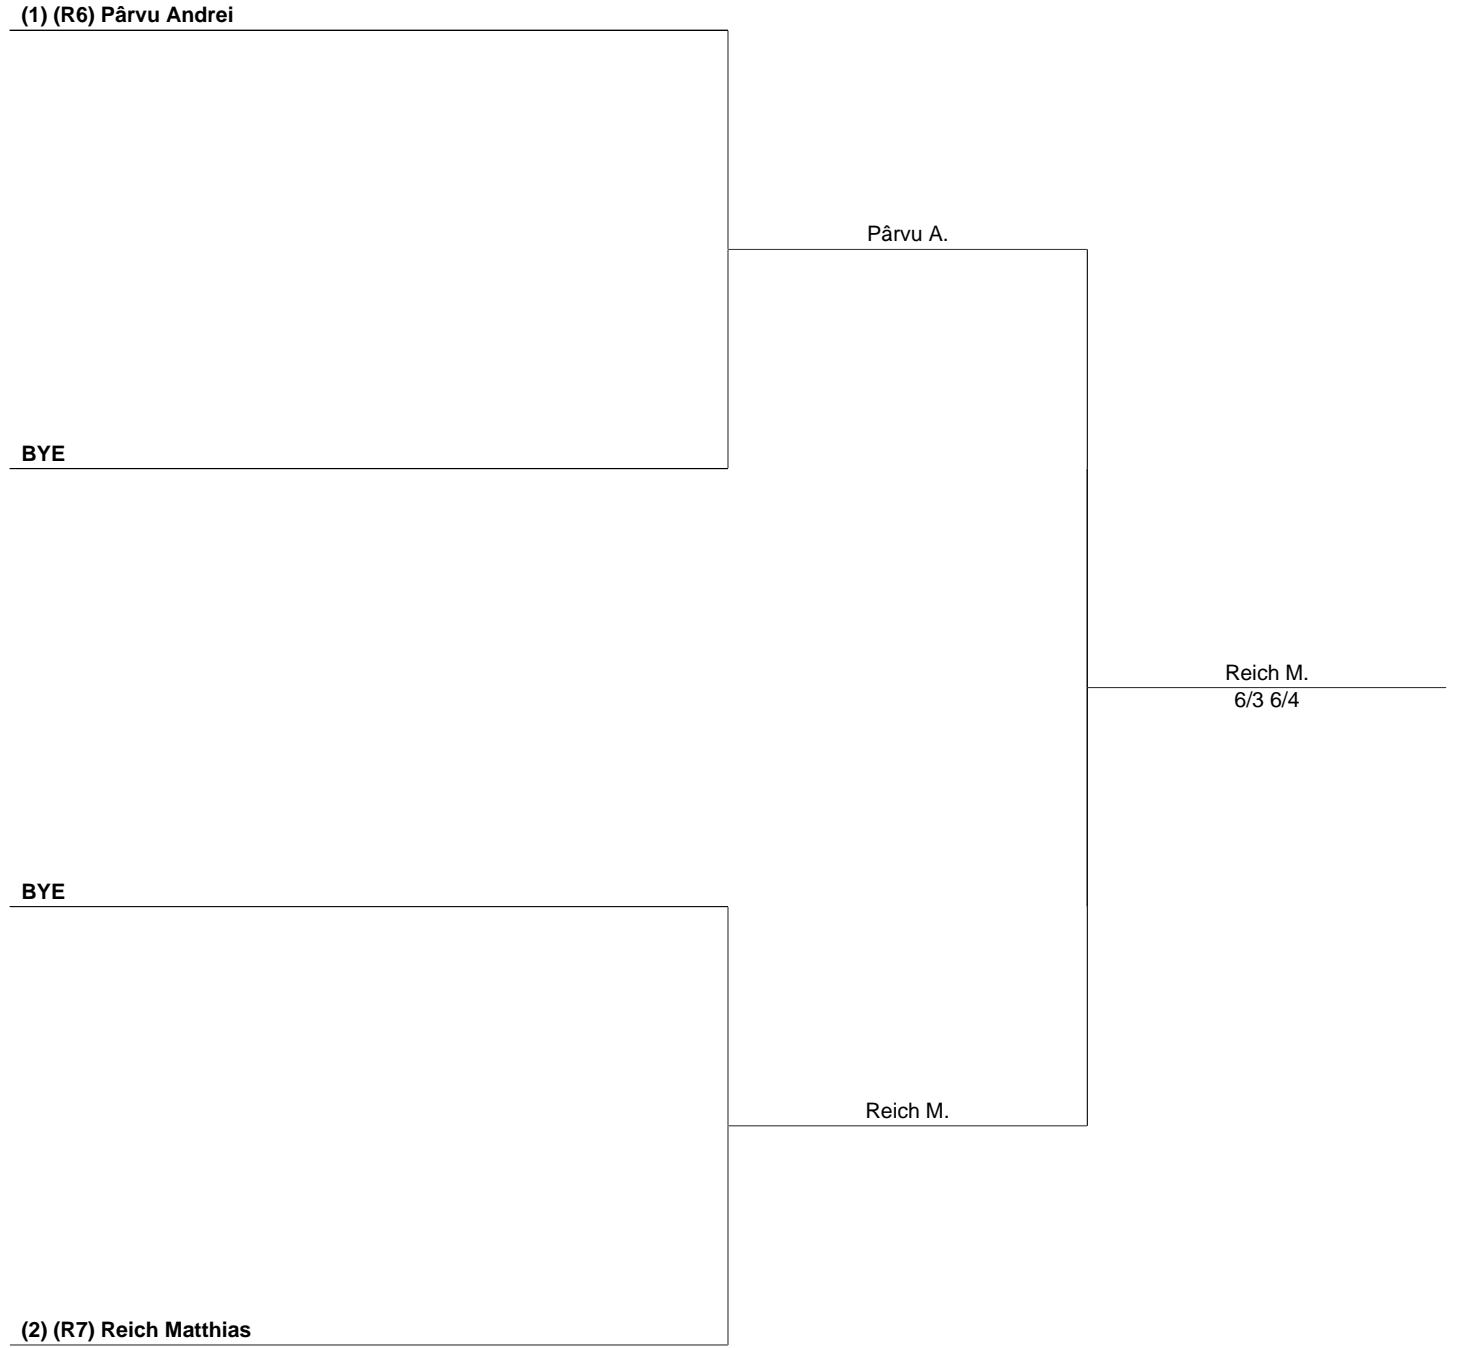 (1) (R6) Pârvu Andrei
Pârvu A.
BYE
Reich M.
6/3 6/4
BYE
Reich M.
(2) (R7) Reich Matthias